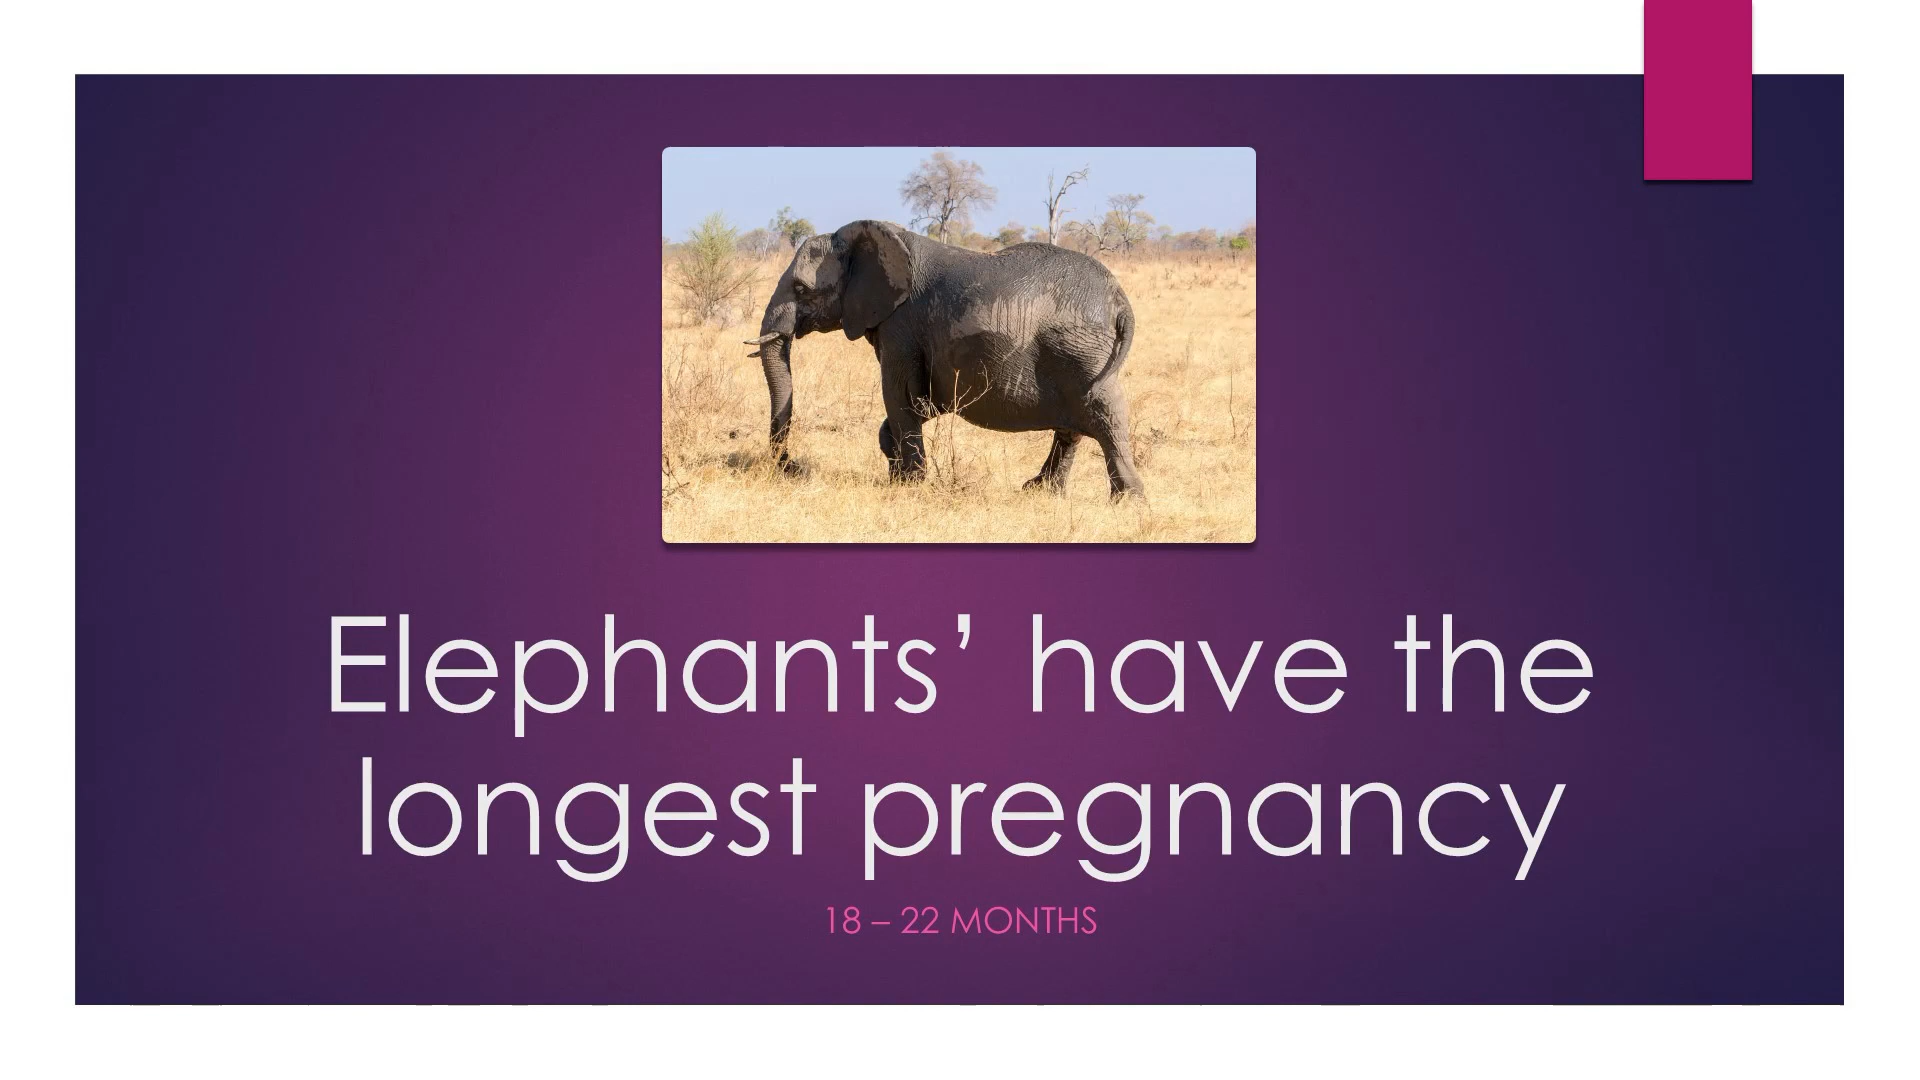 Elephants’ have the
longest pregnancy
18 – 22 MONTHS